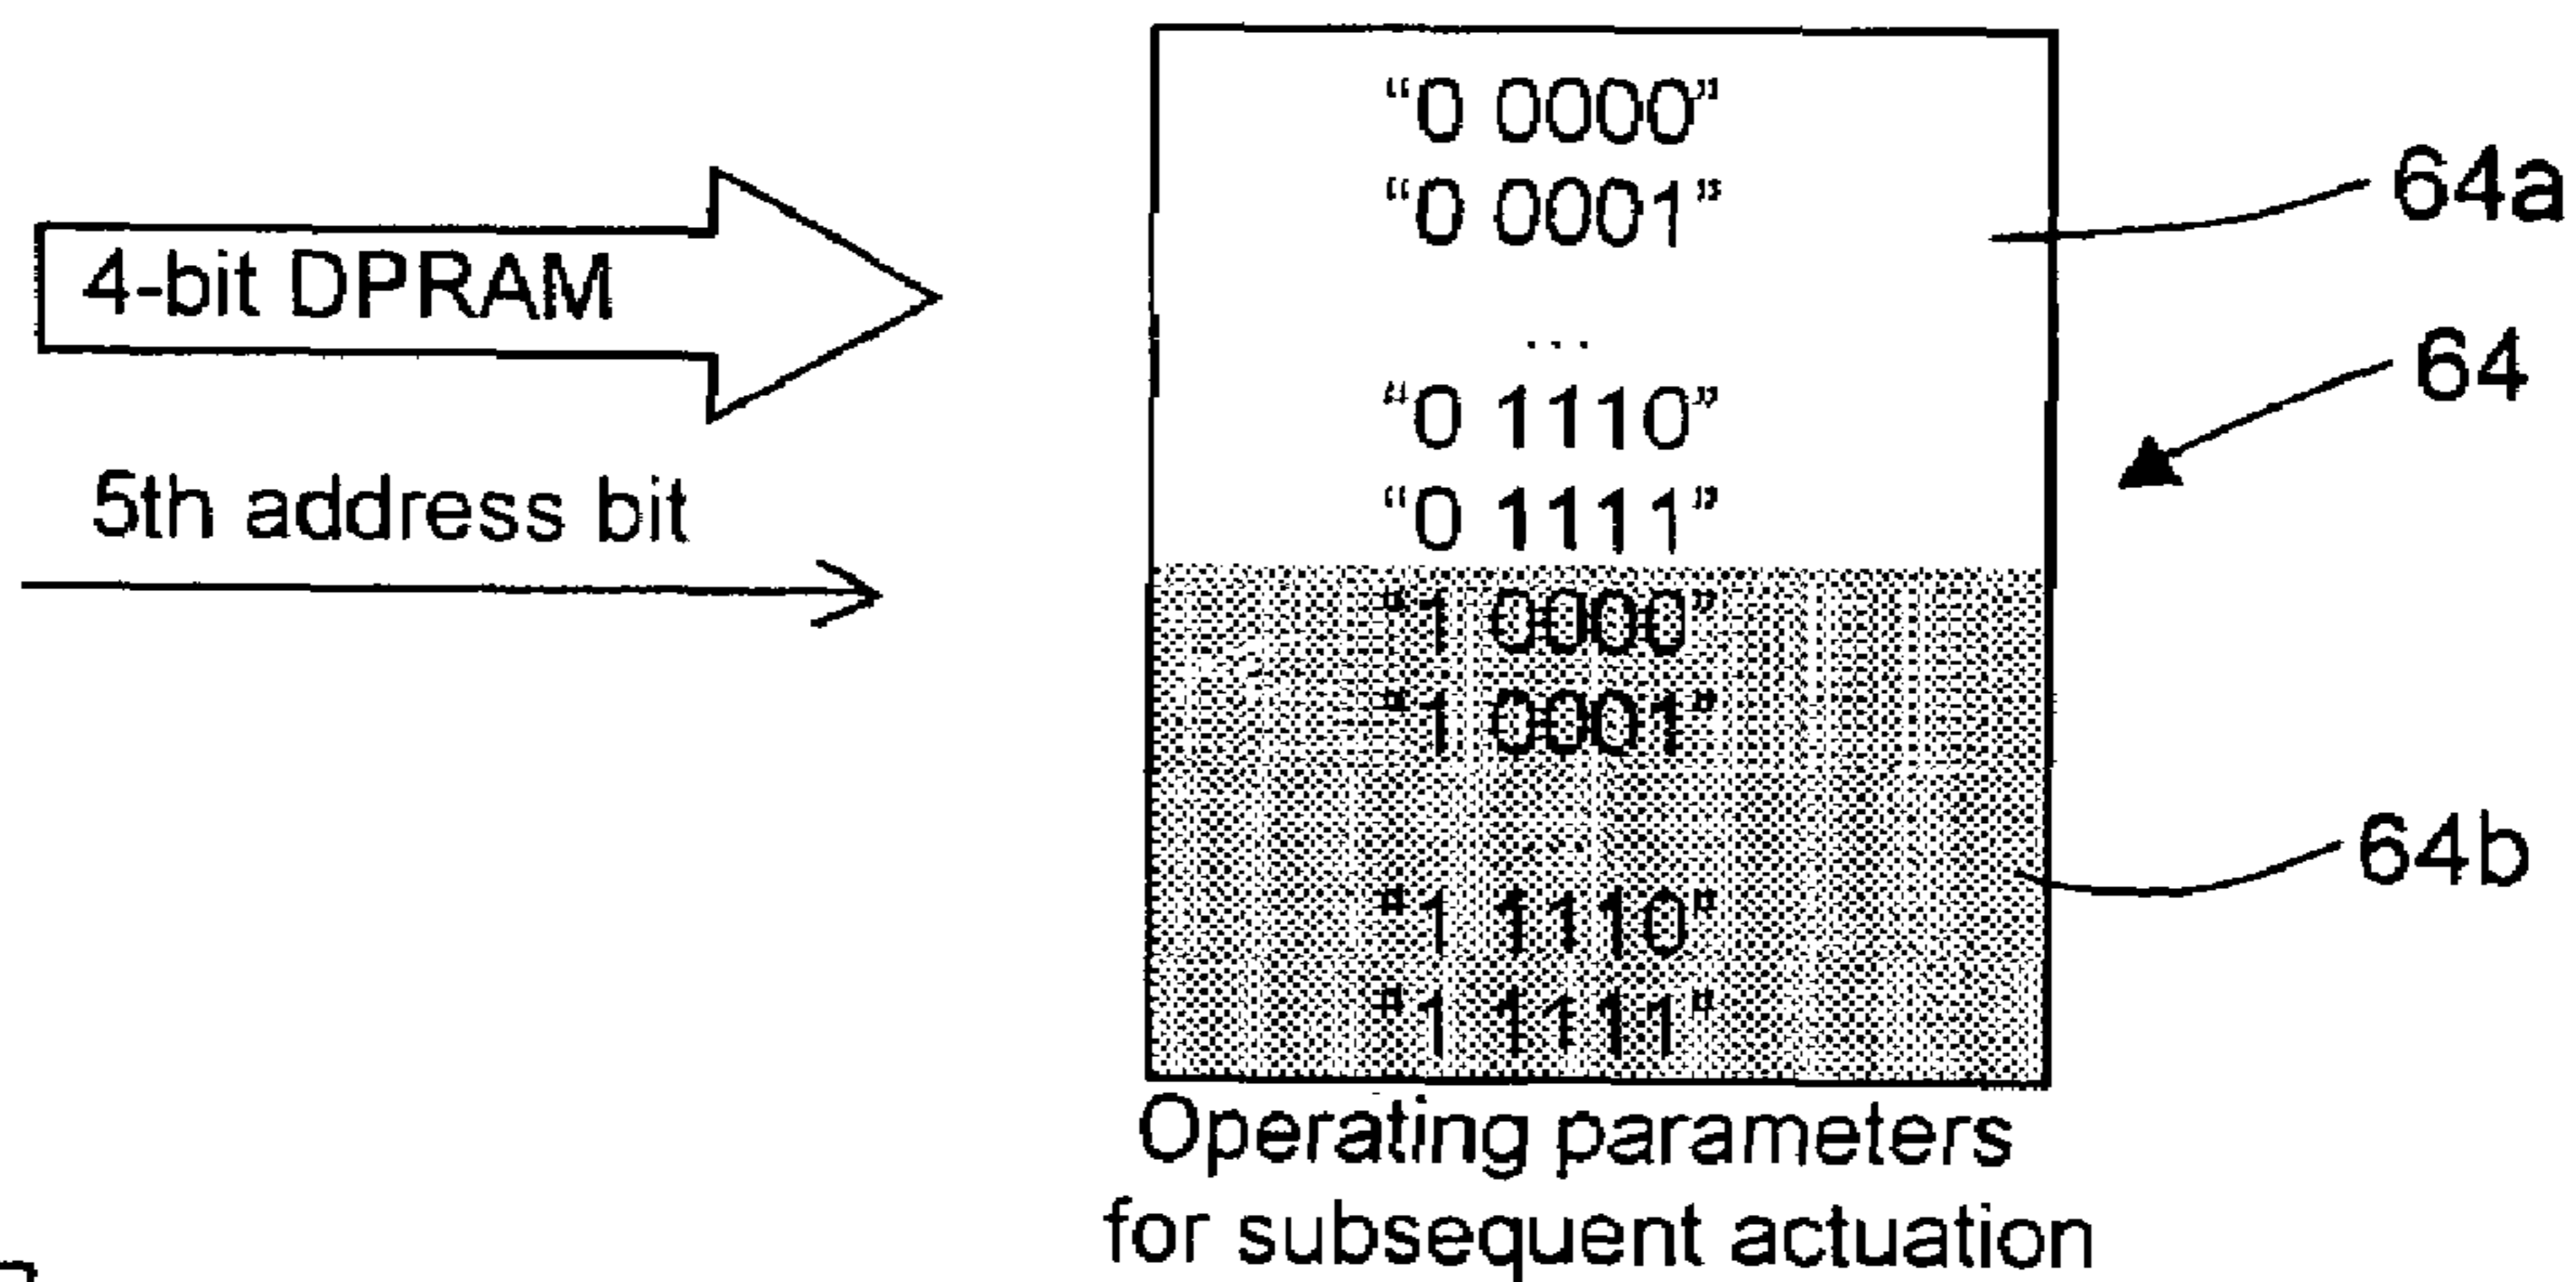 “0 0000”
“0 0001”
64a
4-bit DPRAM
...
64
“0 1110”
5th address bit
“0 1111”
“1 0000”
“1 0001”
...
64b
“1 1110”
“1 1111”
Operating parameters
for subsequent actuation